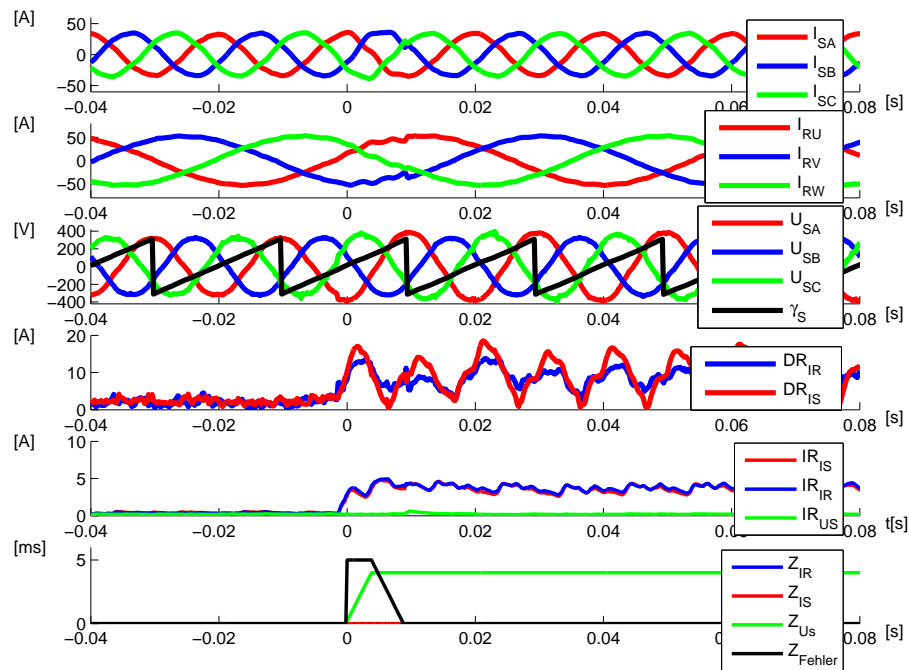 [A]
50
0
−50
I_SA
I_SB
I_SC
−0.04 −0.02 0 0.02 0.04 0.06 0.08 [s]
[A]
50
0
−50
I_RU
I_RV
I_RW
−0.04 −0.02 0 0.02 0.04 0.06 0.08 [s]
[V]
400
200
0
−200
−400
U_SA
U_SB
U_SC
γ_S
−0.04 −0.02 0 0.02 0.04 0.06 0.08 [s]
[A]
20
10
0
DR_IR
DR_IS
−0.04 −0.02 0 0.02 0.04 0.06 0.08 [s]
[A]
10
5
0
IR_IS
IR_IR
IR_US
−0.04 −0.02 0 0.02 0.04 0.06 0.08 t[s]
[ms]
5
0
Z_IR
Z_IS
Z_Us
Z_Fehler
−0.04 −0.02 0 0.02 0.04 0.06 0.08 [s]